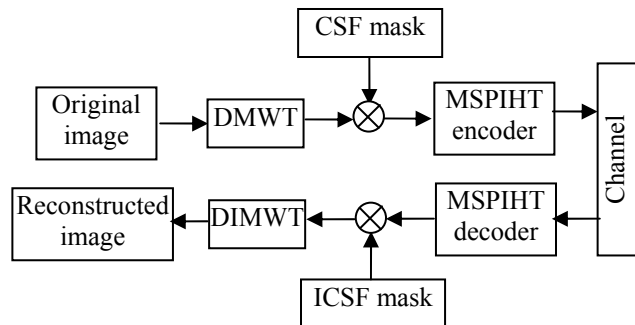 CSF mask
Original
image
DMWT
MSPIHT
encoder
Channel
Reconstructed
image
DIMWT
MSPIHT
decoder
ICSF mask